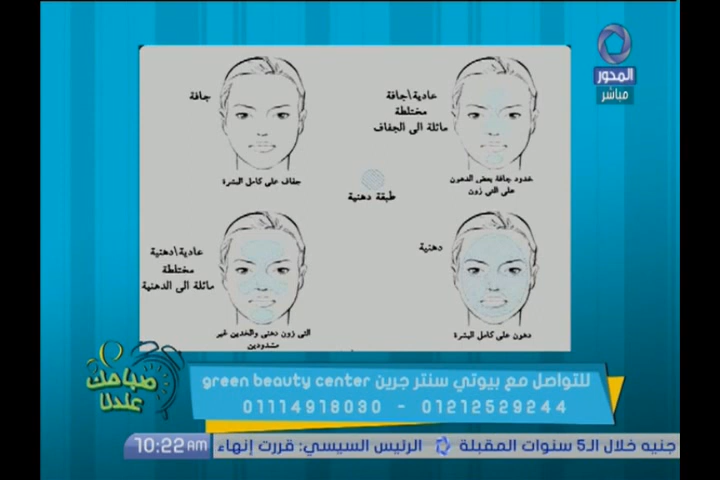 المحور
مباشر
جافة
عادية\جافة
مختلطة
مائلة الى الجفاف
جفاف على كامل البشرة
خدود جافة بعض الدهون
على التي زون
طبقة دهنية
عادية\دهنية
مختلطة
مائلة الى الدهنية
دهنية
التي زون دهني والخدين غير
مشدودين
دهون على كامل البشرة
صباحك
عندنا
للتواصل مع بيوتي سنتر جرين green beauty center
01114918030 - 01212529244
جنيه خلال الـ5 سنوات المقبلة الرئيس السيسي: قررت إنهاء
10:22 AM